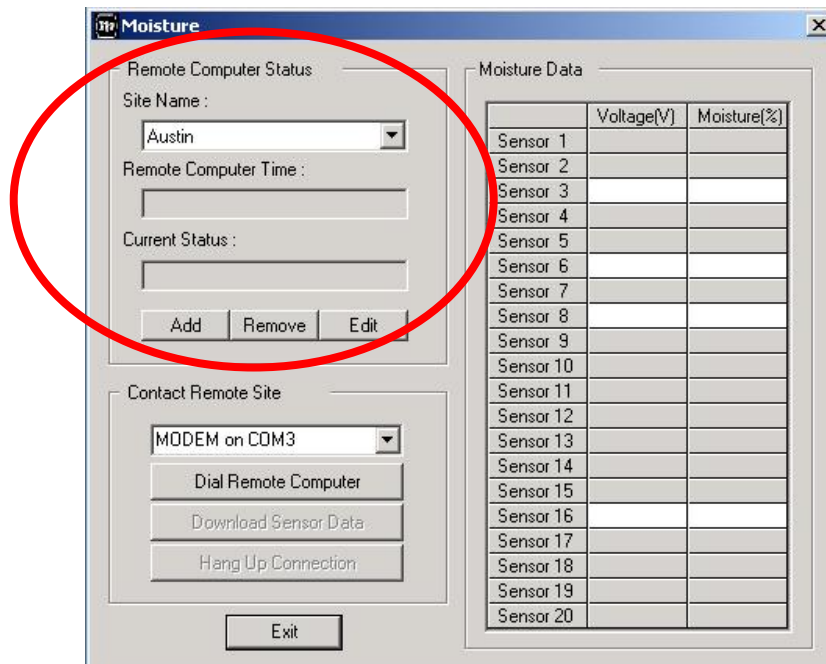 Moisture
Remote Computer Status
Site Name :
Austin
Remote Computer Time :
Current Status :
Add Remove Edit
Contact Remote Site
MODEM on COM3
Dial Remote Computer
Download Sensor Data
Hang Up Connection
Exit
Moisture Data
Voltage(V) Moisture(%)
Sensor 1
Sensor 2
Sensor 3
Sensor 4
Sensor 5
Sensor 6
Sensor 7
Sensor 8
Sensor 9
Sensor 10
Sensor 11
Sensor 12
Sensor 13
Sensor 14
Sensor 15
Sensor 16
Sensor 17
Sensor 18
Sensor 19
Sensor 20